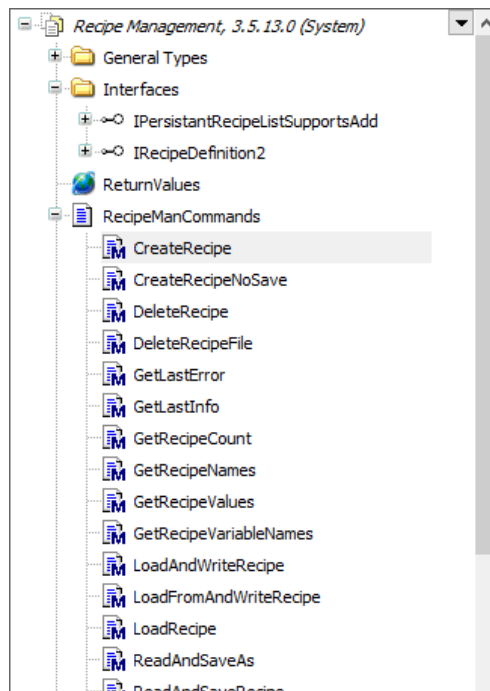 Recipe Management, 3.5.13.0 (System)
General Types
Interfaces
IPersistantRecipeListSupportsAdd
IRecipeDefinition2
ReturnValues
RecipeManCommands
CreateRecipe
CreateRecipeNoSave
DeleteRecipe
DeleteRecipeFile
GetLastError
GetLastInfo
GetRecipeCount
GetRecipeNames
GetRecipeValues
GetRecipeVariableNames
LoadAndWriteRecipe
LoadFromAndWriteRecipe
LoadRecipe
ReadAndSaveAs
ReadAndSaveRecipe